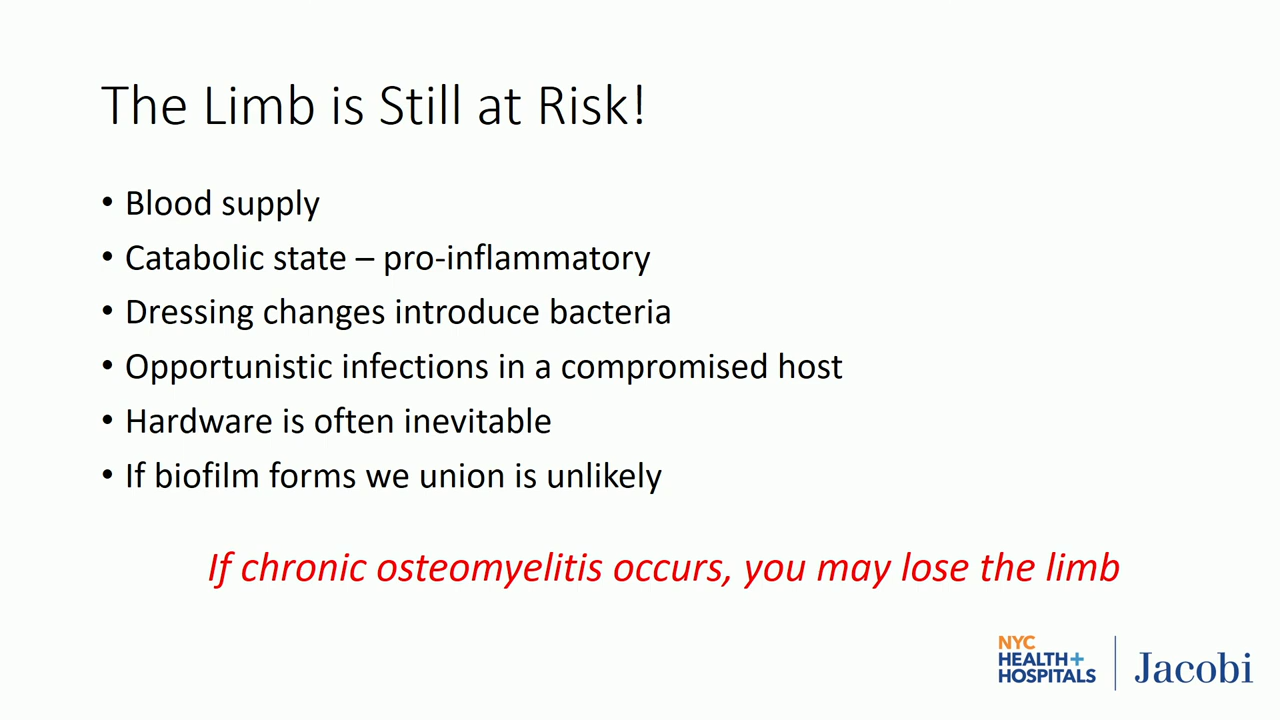 The Limb is Still at Risk!
• Blood supply
• Catabolic state – pro-inflammatory
• Dressing changes introduce bacteria
• Opportunistic infections in a compromised host
• Hardware is often inevitable
• If biofilm forms we union is unlikely
If chronic osteomyelitis occurs, you may lose the limb
NYC
HEALTH+
HOSPITALS
Jacobi